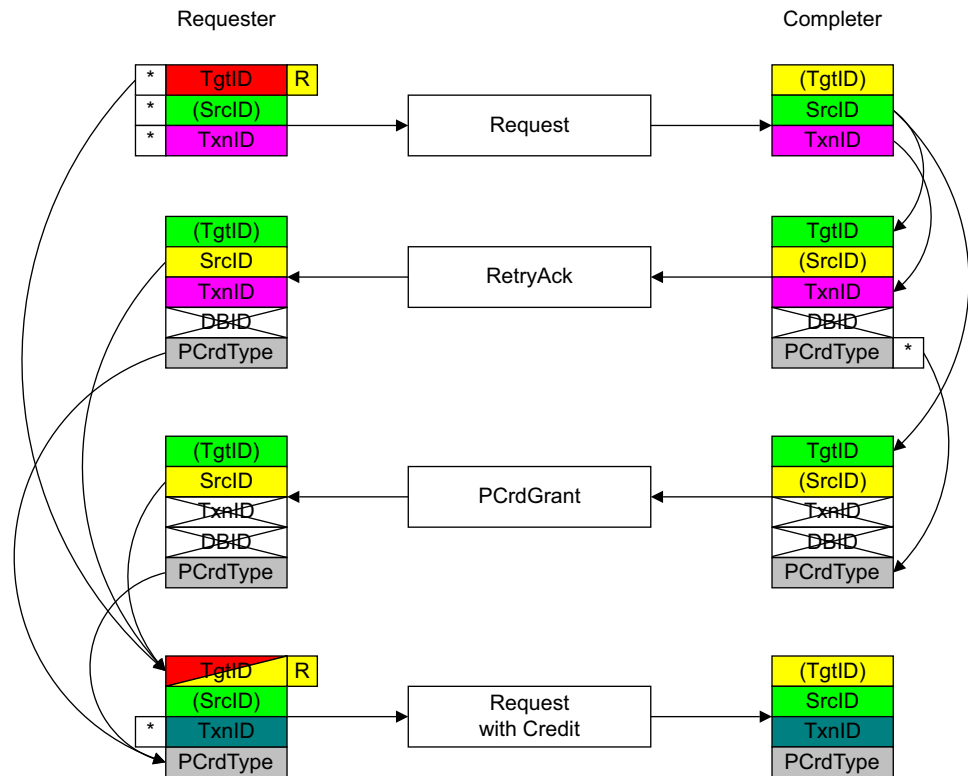 Requester Completer
* TgtID R (TgtID)
* (SrcID) SrcID
* TxnID Request TxnID
(TgtID) TgtID
SrcID (SrcID)
TxnID RetryAck TxnID
DBID DBID
PCrdType PCrdType *
(TgtID) TgtID
SrcID (SrcID)
TxnID PCrdGrant TxnID
DBID DBID
PCrdType PCrdType
TgtID R (TgtID)
(SrcID) Request SrcID
* TxnID with Credit TxnID
PCrdType PCrdType